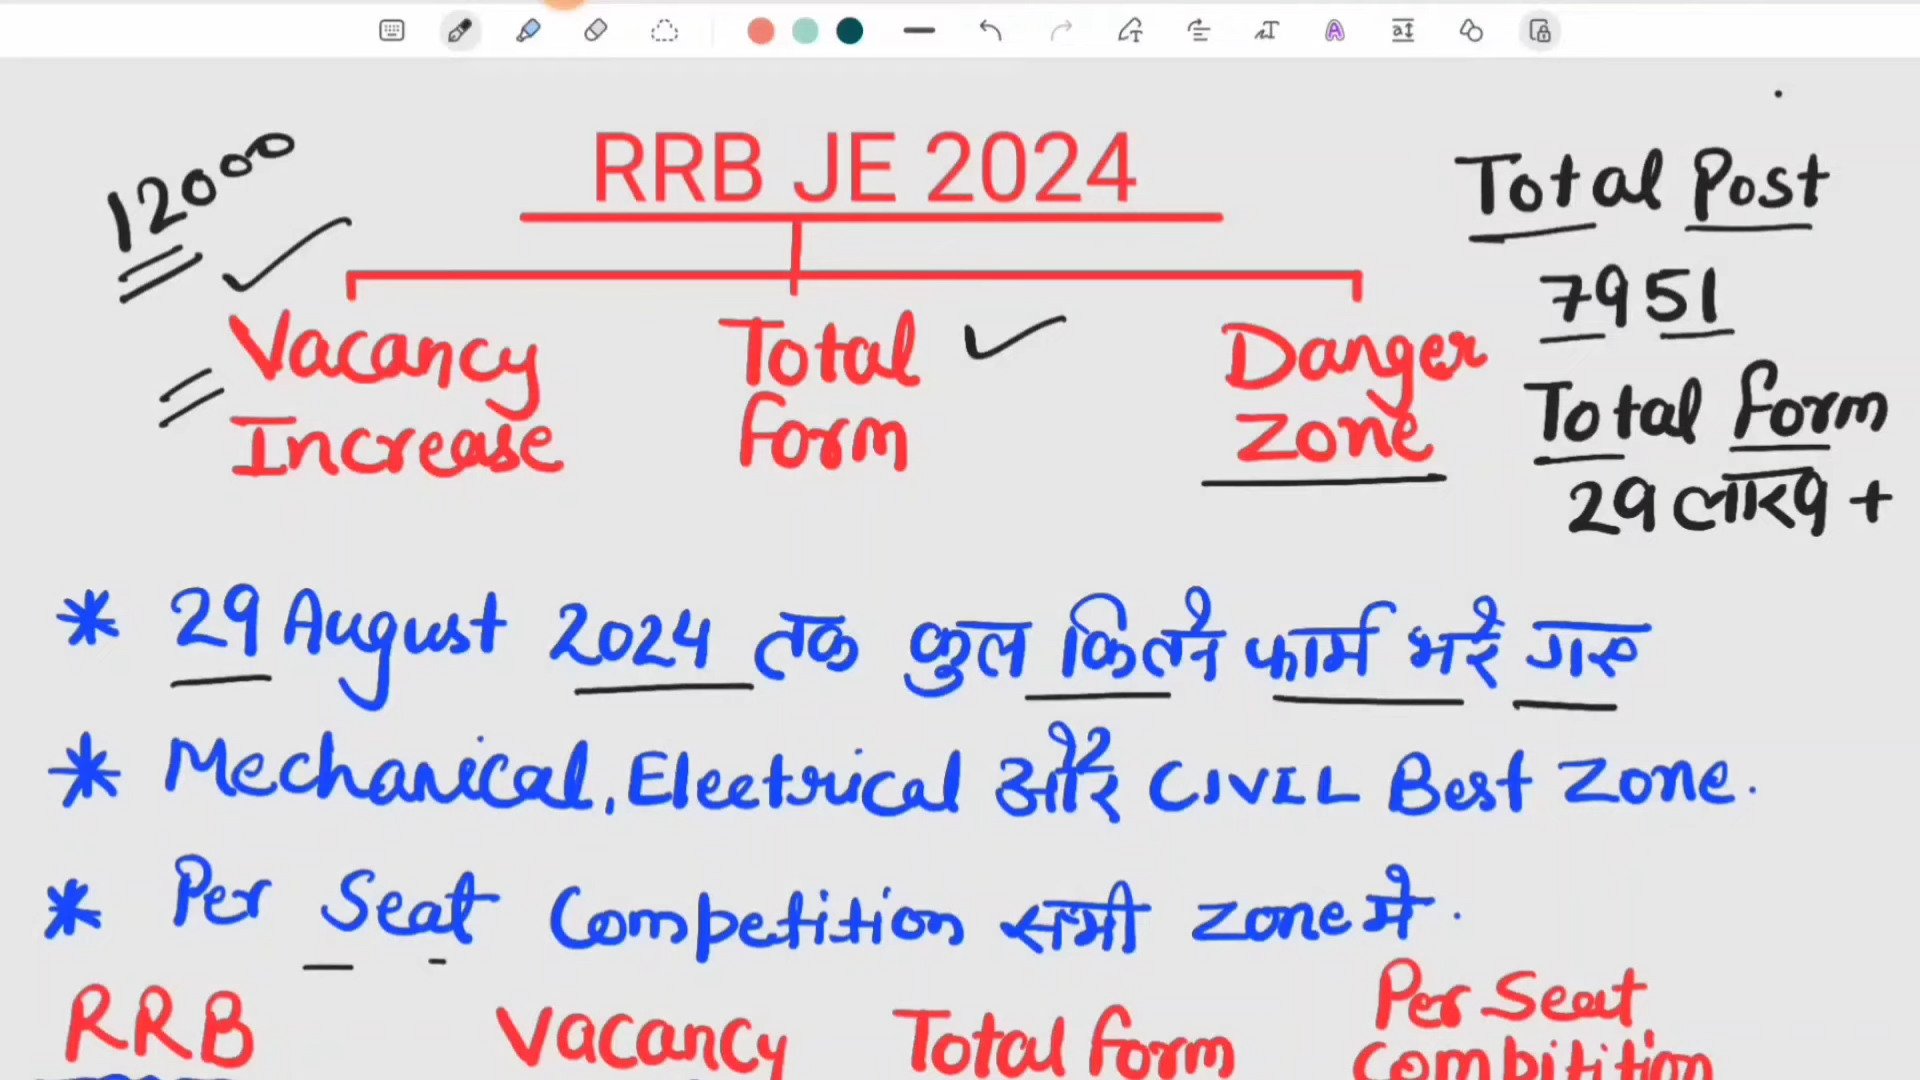 12000
RRB JE 2024
Total Post
7951
Total form
29 लाख +
Vacancy Increase
Total form
Danger Zone
* 29 August 2024 तक कुल कितने फार्म भरे गए
* Mechanical, Electrical और CIVIL Best Zone.
* Per Seat Competition सभी Zone मे.
RRB Vacancy Total form Per Seat Combitition